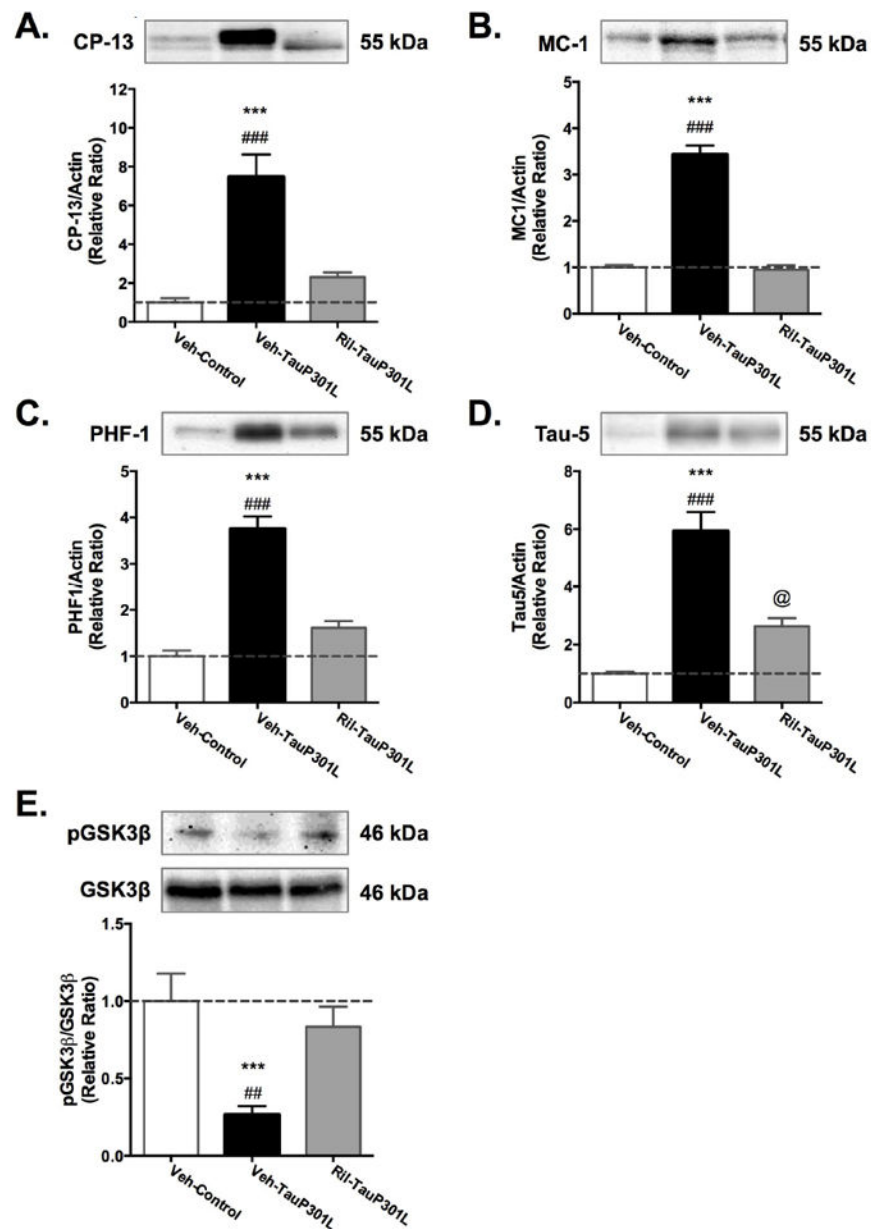 A.
CP-13
55 kDa
CP-13/Actin
(Relative Ratio)
12
10
8
6
4
2
0
***
###
Veh-Control
Veh-TauP301L
Ril-TauP301L
B.
MC-1
55 kDa
MC1/Actin
(Relative Ratio)
5
4
3
2
1
0
***
###
Veh-Control
Veh-TauP301L
Ril-TauP301L
C.
PHF-1
55 kDa
PHF1/Actin
(Relative Ratio)
5
4
3
2
1
0
***
###
Veh-Control
Veh-TauP301L
Ril-TauP301L
D.
Tau-5
55 kDa
Tau5/Actin
(Relative Ratio)
8
6
4
2
0
***
###
@
Veh-Control
Veh-TauP301L
Ril-TauP301L
E.
pGSK3β
46 kDa
GSK3β
46 kDa
pGSK3β/GSK3β
(Relative Ratio)
1.5
1.0
0.5
0.0
***
##
Veh-Control
Veh-TauP301L
Ril-TauP301L